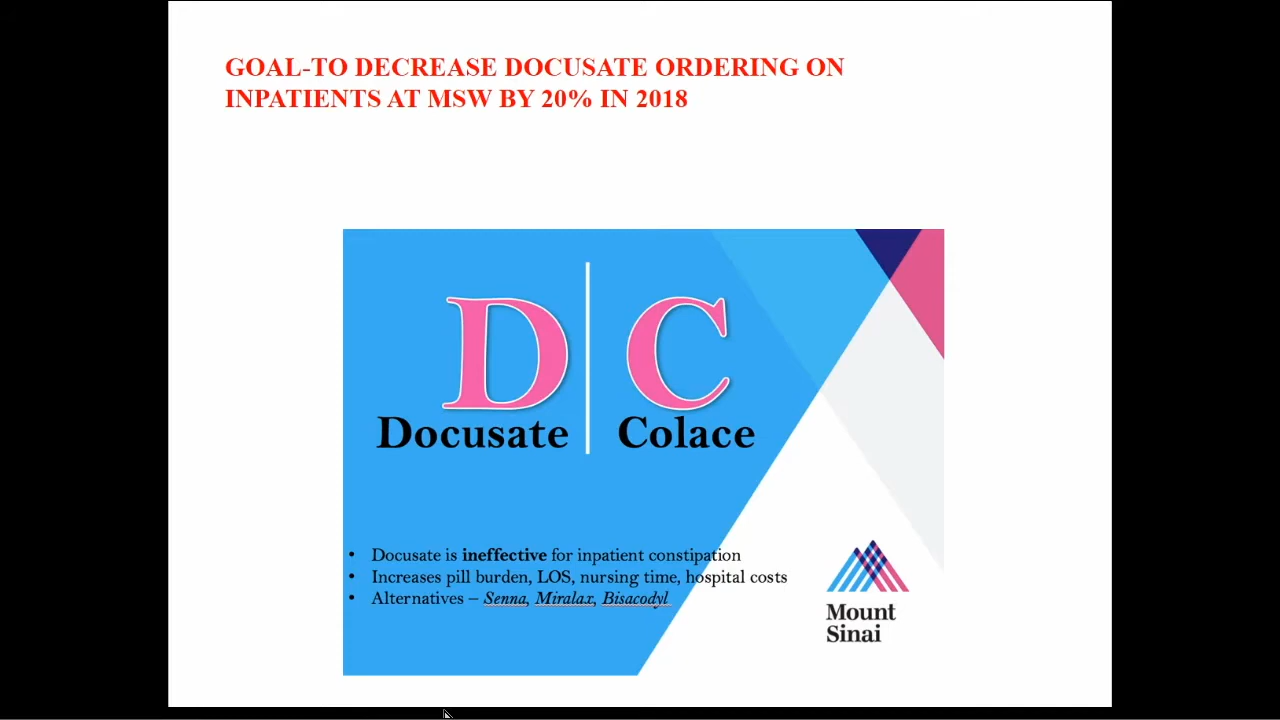 GOAL-TO DECREASE DOCUSATE ORDERING ON
INPATIENTS AT MSW BY 20% IN 2018
D C
Docusate Colace
• Docusate is ineffective for inpatient constipation
• Increases pill burden, LOS, nursing time, hospital costs
• Alternatives – Senna, Miralax, Bisacodyl
Mount
Sinai